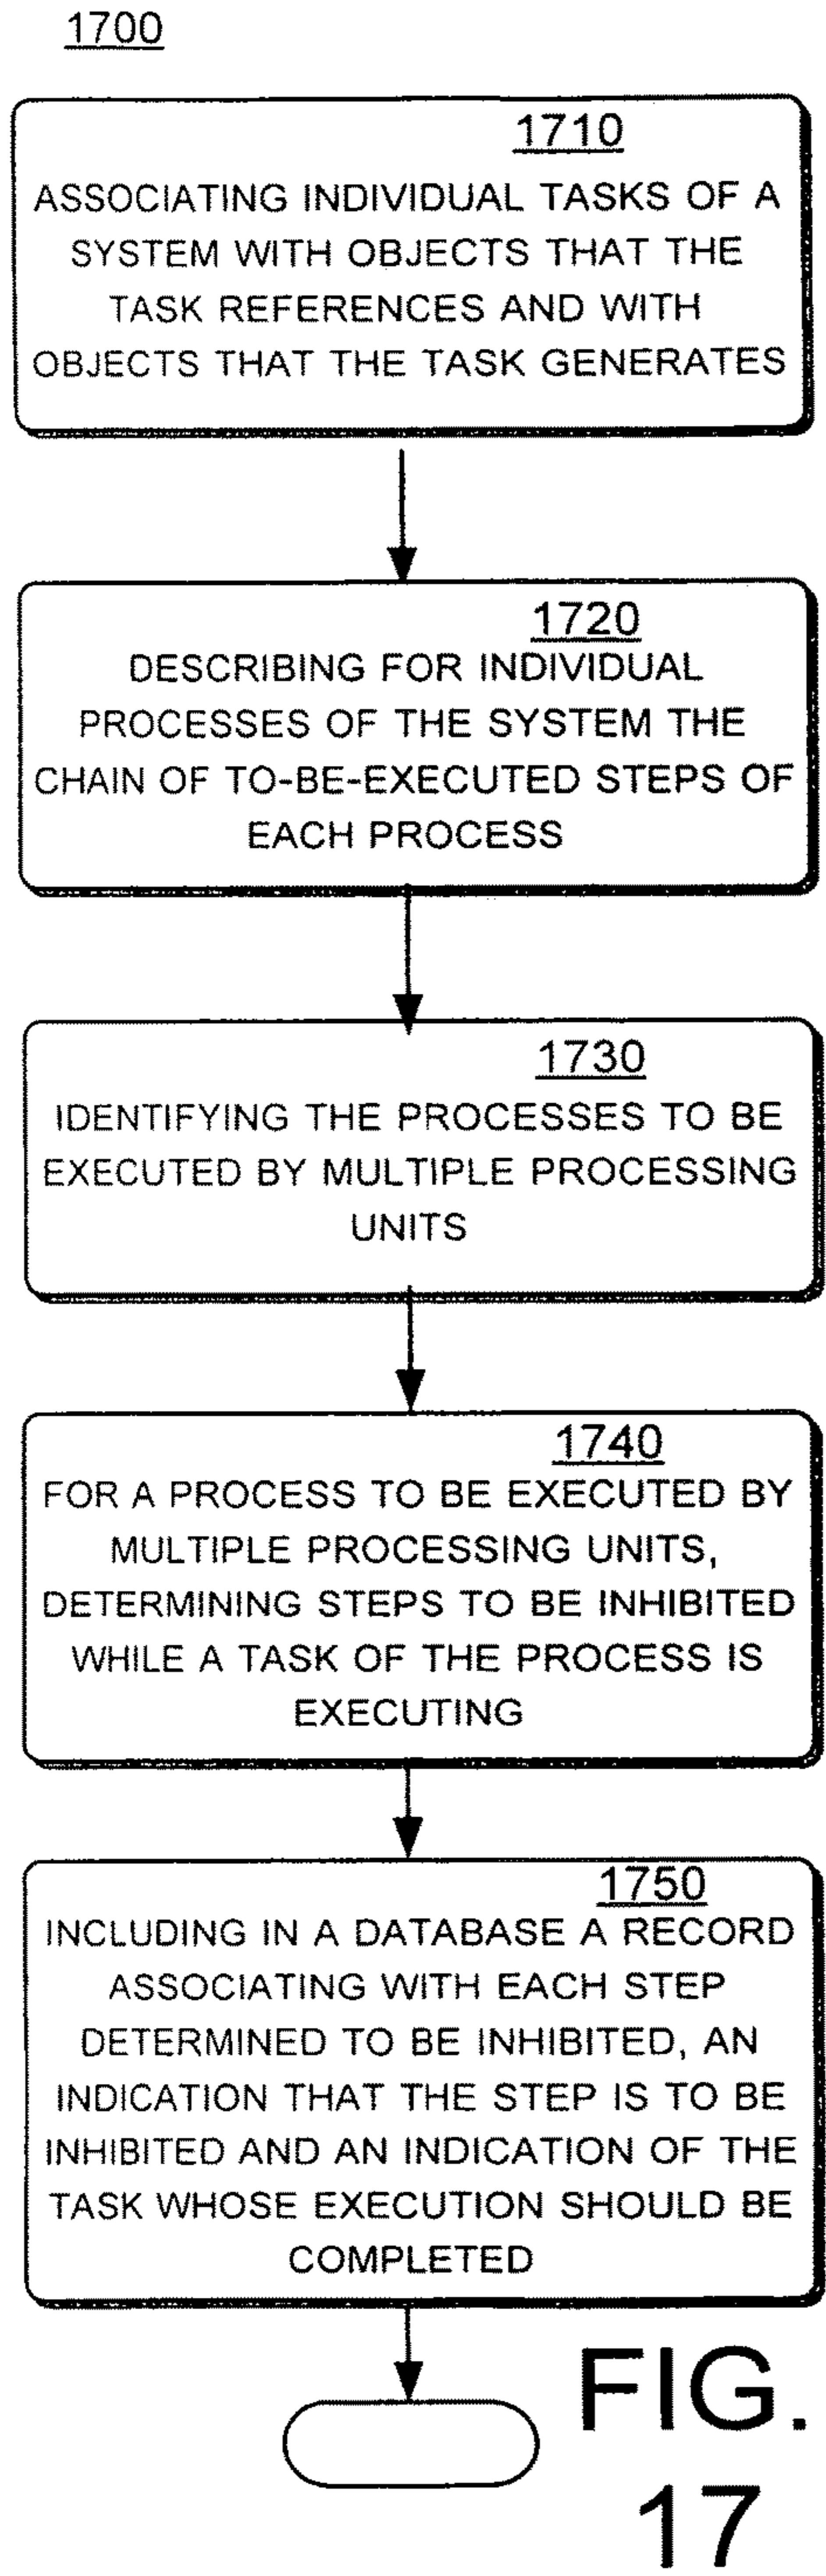 1700
1710
ASSOCIATING INDIVIDUAL TASKS OF A
SYSTEM WITH OBJECTS THAT THE
TASK REFERENCES AND WITH
OBJECTS THAT THE TASK GENERATES
1720
DESCRIBING FOR INDIVIDUAL
PROCESSES OF THE SYSTEM THE
CHAIN OF TO-BE-EXECUTED STEPS OF
EACH PROCESS
1730
IDENTIFYING THE PROCESSES TO BE
EXECUTED BY MULTIPLE PROCESSING
UNITS
1740
FOR A PROCESS TO BE EXECUTED BY
MULTIPLE PROCESSING UNITS,
DETERMINING STEPS TO BE INHIBITED
WHILE A TASK OF THE PROCESS IS
EXECUTING
1750
INCLUDING IN A DATABASE A RECORD
ASSOCIATING WITH EACH STEP
DETERMINED TO BE INHIBITED, AN
INDICATION THAT THE STEP IS TO BE
INHIBITED AND AN INDICATION OF THE
TASK WHOSE EXECUTION SHOULD BE
COMPLETED
FIG.
17